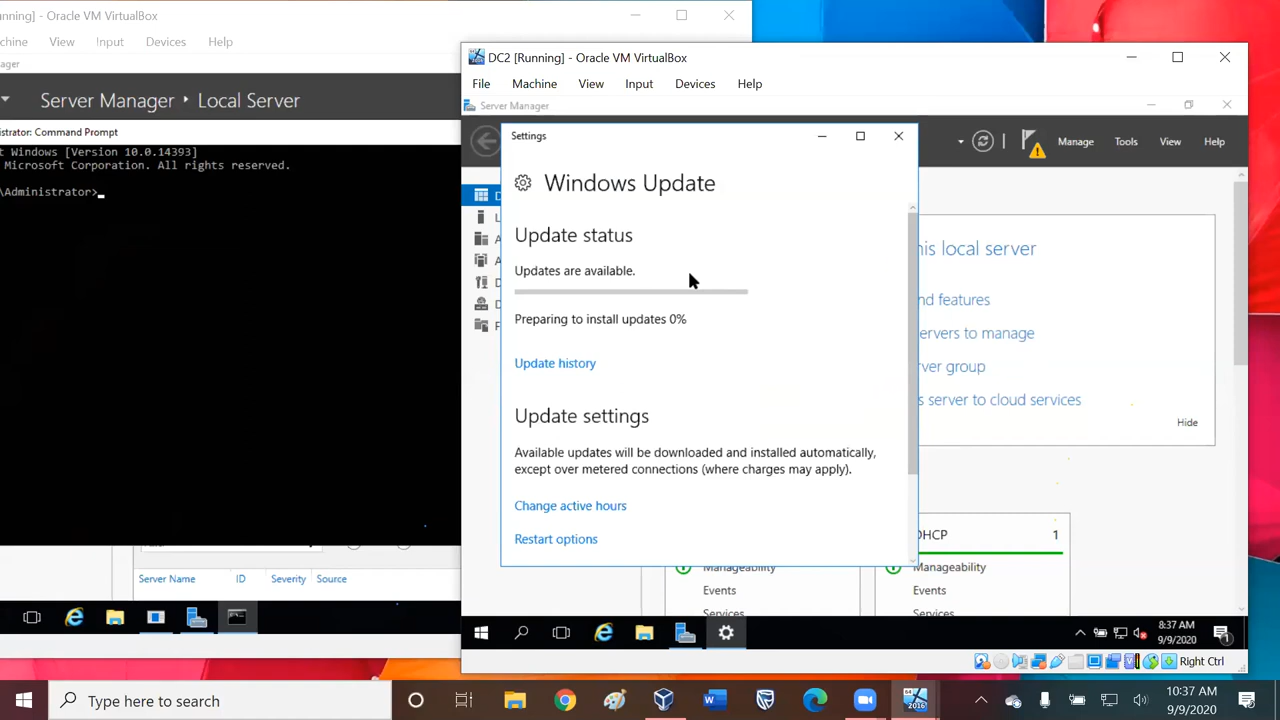 nning] - Oracle VM VirtualBox
chine View Input Devices Help
ager
Server Manager ‣ Local Server
strator: Command Prompt
t Windows [Version 10.0.14393]
Microsoft Corporation. All rights reserved.
\Administrator>
Server Name ID Severity Source
DC2 [Running] - Oracle VM VirtualBox
File Machine View Input Devices Help
Server Manager
Manage Tools View Help
Settings
Windows Update
Update status
Updates are available.
Preparing to install updates 0%
Update history
Update settings
Available updates will be downloaded and installed automatically,
except over metered connections (where charges may apply).
Change active hours
Restart options
D
L
A
A
D
D
F
his local server
nd features
ervers to manage
ver group
s server to cloud services
Hide
DHCP 1
Manageability
Events
Services
Manageability
Events
Services
8:37 AM
9/9/2020
1
Right Ctrl
Type here to search
2016
10:37 AM
9/9/2020